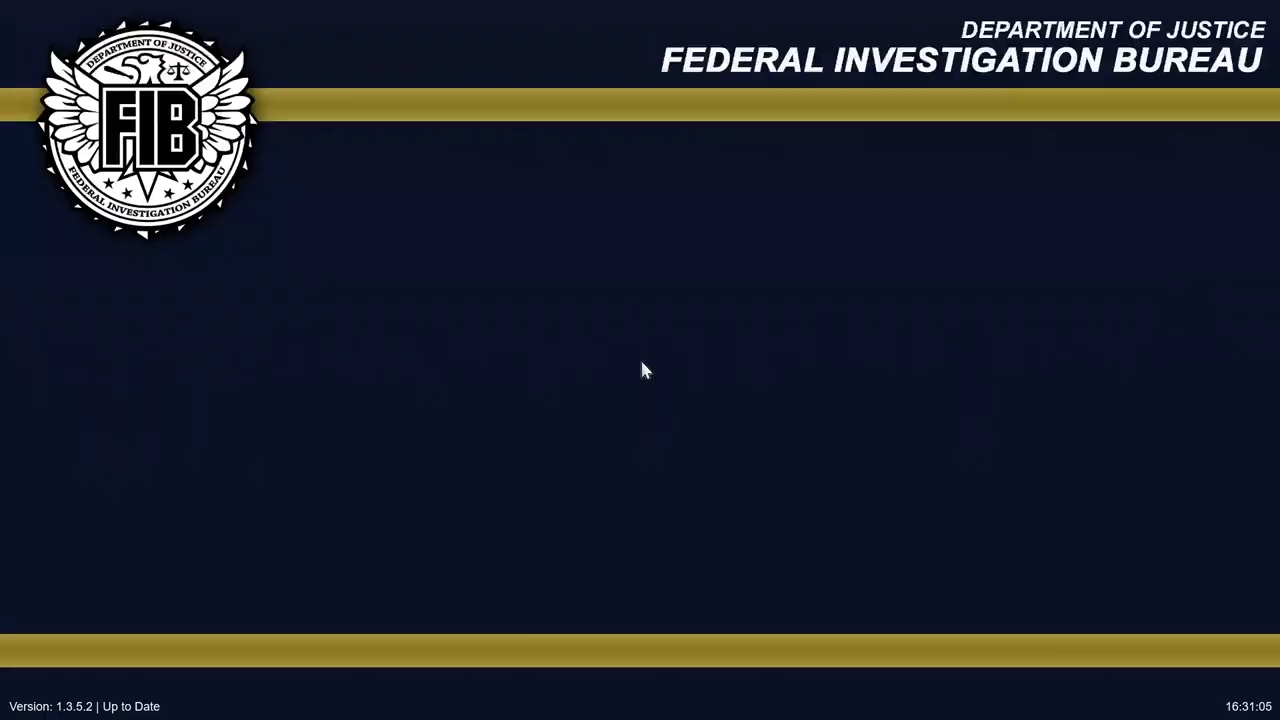 DEPARTMENT OF JUSTICE
FEDERAL INVESTIGATION BUREAU
DEPARTMENT OF JUSTICE
FIB
FEDERAL INVESTIGATION BUREAU
Version: 1.3.5.2 | Up to Date
16:31:05